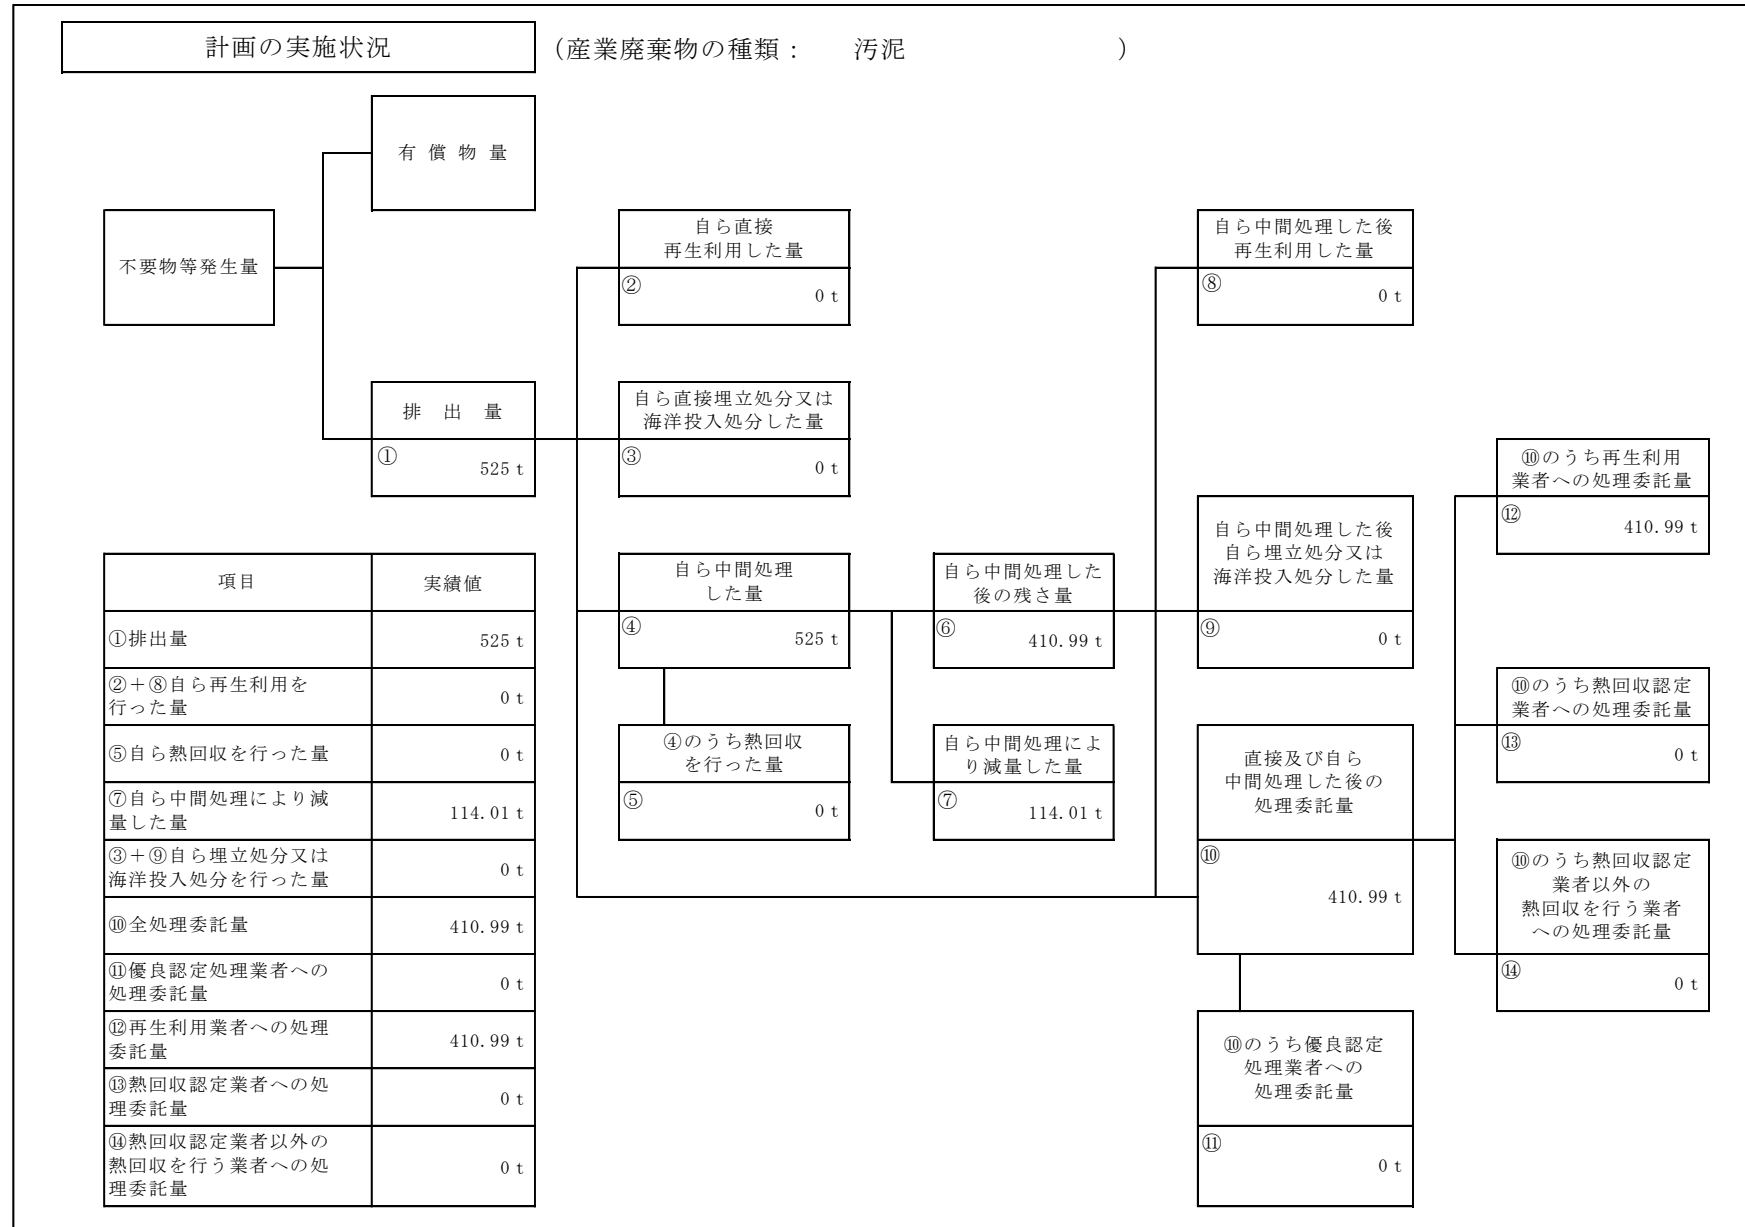 計画の実施状況
（産業廃棄物の種類： 汚泥 ）
有 償 物 量
不要物等発生量
自ら直接
再生利用した量
② 0 t
自ら中間処理した後
再生利用した量
⑧ 0 t
排 出 量
① 525 t
自ら直接埋立処分又は
海洋投入処分した量
③ 0 t
⑩のうち再生利用
業者への処理委託量
⑫ 410.99 t
自ら中間処理した後
自ら埋立処分又は
海洋投入処分した量
⑨ 0 t
自ら中間処理
した量
④ 525 t
自ら中間処理した
後の残さ量
⑥ 410.99 t
④のうち熱回収
を行った量
⑤ 0 t
自ら中間処理によ
り減量した量
⑦ 114.01 t
直接及び自ら
中間処理した後の
処理委託量
⑩
410.99 t
⑩のうち熱回収認定
業者への処理委託量
⑬ 0 t
⑩のうち熱回収認定
業者以外の
熱回収を行う業者
への処理委託量
⑭ 0 t
⑩のうち優良認定
処理業者への
処理委託量
⑪
0 t
項目 実績値
①排出量 525 t
②＋⑧自ら再生利用を
行った量 0 t
⑤自ら熱回収を行った量 0 t
⑦自ら中間処理により減
量した量 114.01 t
③＋⑨自ら埋立処分又は
海洋投入処分を行った量 0 t
⑩全処理委託量 410.99 t
⑪優良認定処理業者への
処理委託量 0 t
⑫再生利用業者への処理
委託量 410.99 t
⑬熱回収認定業者への処
理委託量 0 t
⑭熱回収認定業者以外の
熱回収を行う業者への処
理委託量 0 t